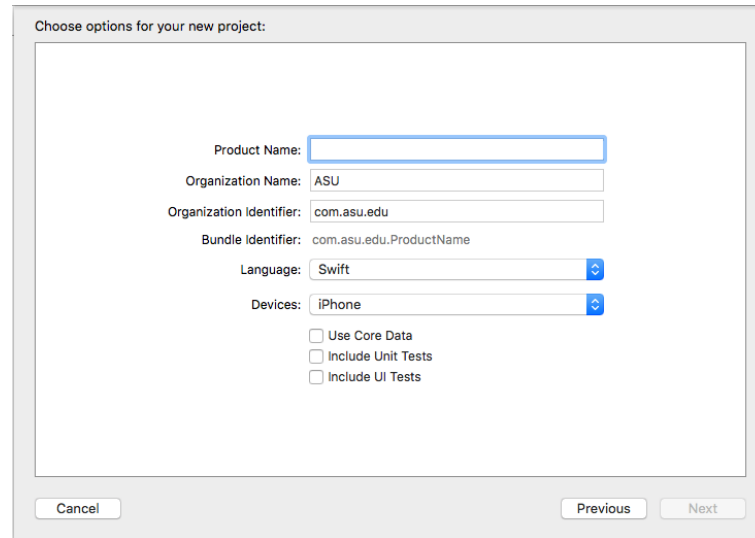 Choose options for your new project:
Product Name:
Organization Name: ASU
Organization Identifier: com.asu.edu
Bundle Identifier: com.asu.edu.ProductName
Language: Swift
Devices: iPhone
Use Core Data
Include Unit Tests
Include UI Tests
Cancel Previous Next